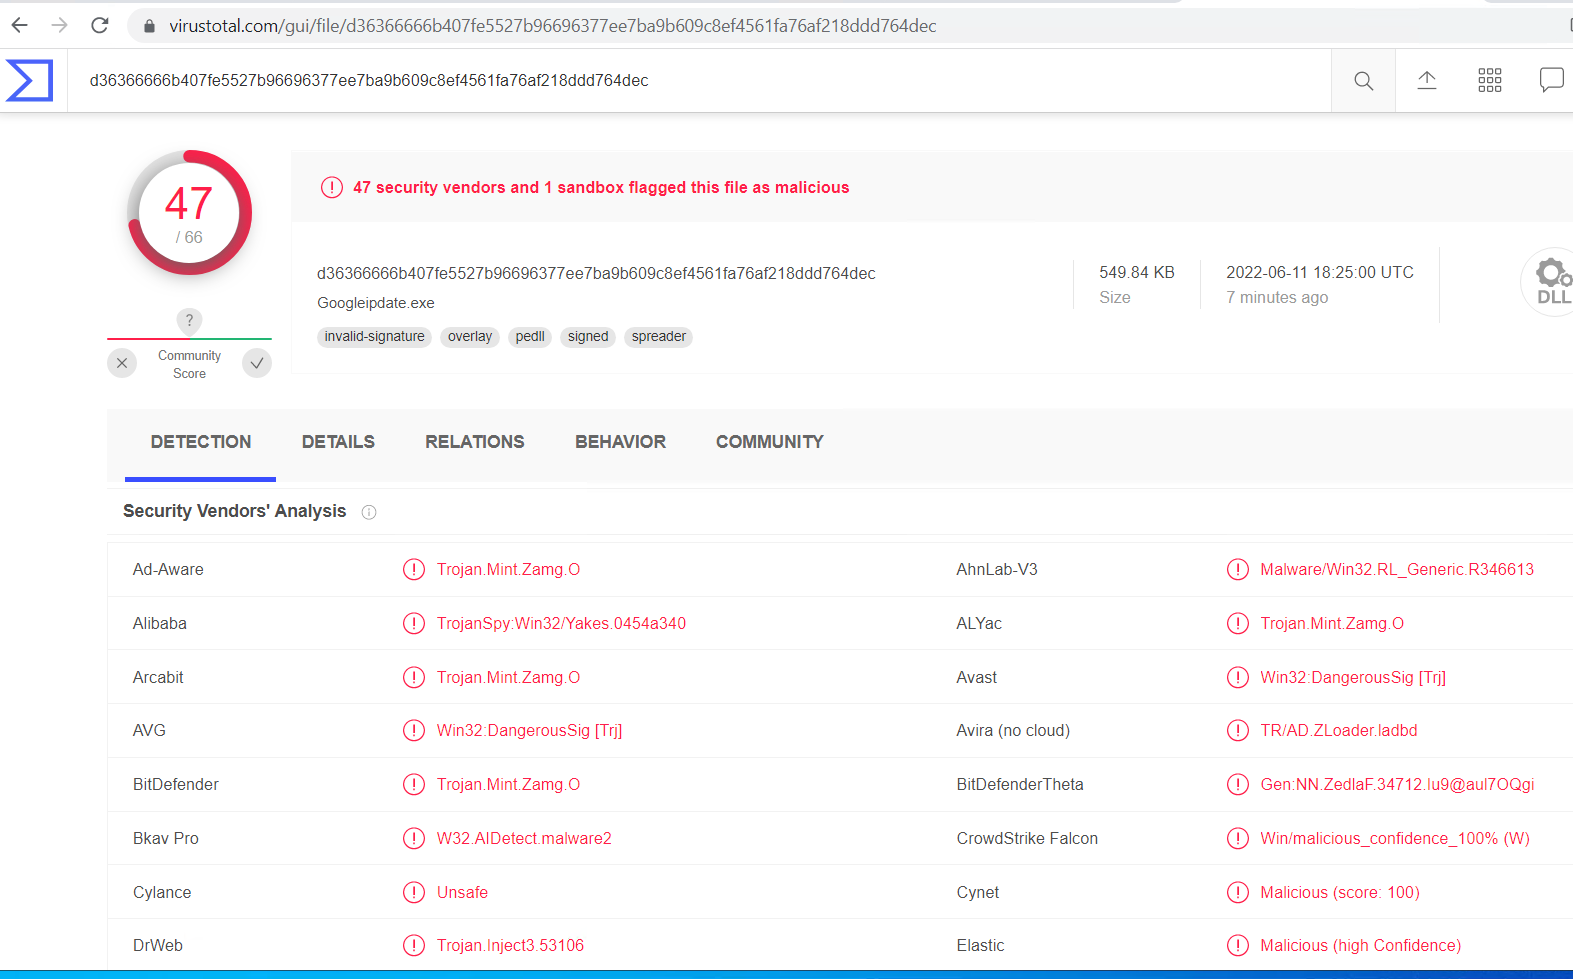 virustotal.com/gui/file/d36366666b407fe5527b96696377ee7ba9b609c8ef4561fa76af218ddd764dec
d36366666b407fe5527b96696377ee7ba9b609c8ef4561fa76af218ddd764dec
47
/ 66
47 security vendors and 1 sandbox flagged this file as malicious
d36366666b407fe5527b96696377ee7ba9b609c8ef4561fa76af218ddd764dec
Googleipdate.exe
invalid-signature overlay pedll signed spreader
549.84 KB
Size
2022-06-11 18:25:00 UTC
7 minutes ago
DLL
?
Community
Score
DETECTION DETAILS RELATIONS BEHAVIOR COMMUNITY
Security Vendors' Analysis
Ad-Aware Trojan.Mint.Zamg.O AhnLab-V3 Malware/Win32.RL_Generic.R346613
Alibaba TrojanSpy:Win32/Yakes.0454a340 ALYac Trojan.Mint.Zamg.O
Arcabit Trojan.Mint.Zamg.O Avast Win32:DangerousSig [Trj]
AVG Win32:DangerousSig [Trj] Avira (no cloud) TR/AD.ZLoader.ladbd
BitDefender Trojan.Mint.Zamg.O BitDefenderTheta Gen:NN.ZedlaF.34712.Iu9@aul7OQgi
Bkav Pro W32.AIDetect.malware2 CrowdStrike Falcon Win/malicious_confidence_100% (W)
Cylance Unsafe Cynet Malicious (score: 100)
DrWeb Trojan.Inject3.53106 Elastic Malicious (high Confidence)